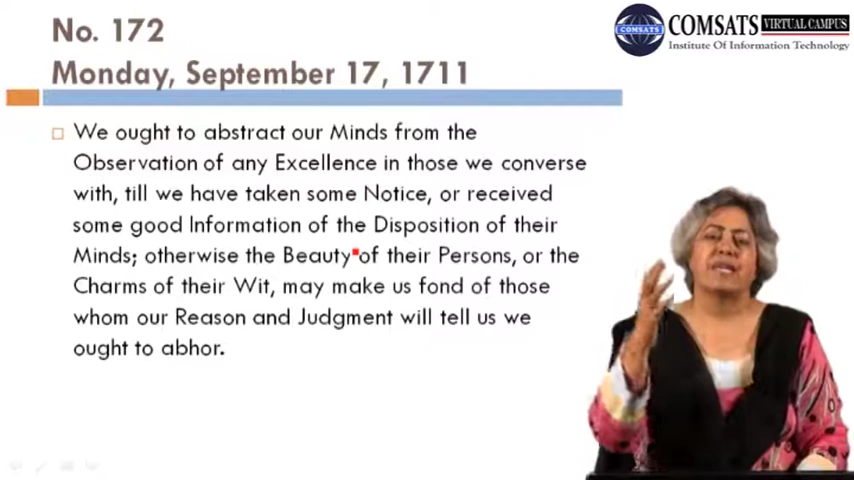 No. 172
Monday, September 17, 1711
COMSATS VIRTUAL CAMPUS
Institute Of Information Technology
COMSATS
We ought to abstract our Minds from the
Observation of any Excellence in those we converse
with, till we have taken some Notice, or received
some good Information of the Disposition of their
Minds; otherwise the Beauty of their Persons, or the
Charms of their Wit, may make us fond of those
whom our Reason and Judgment will tell us we
ought to abhor.